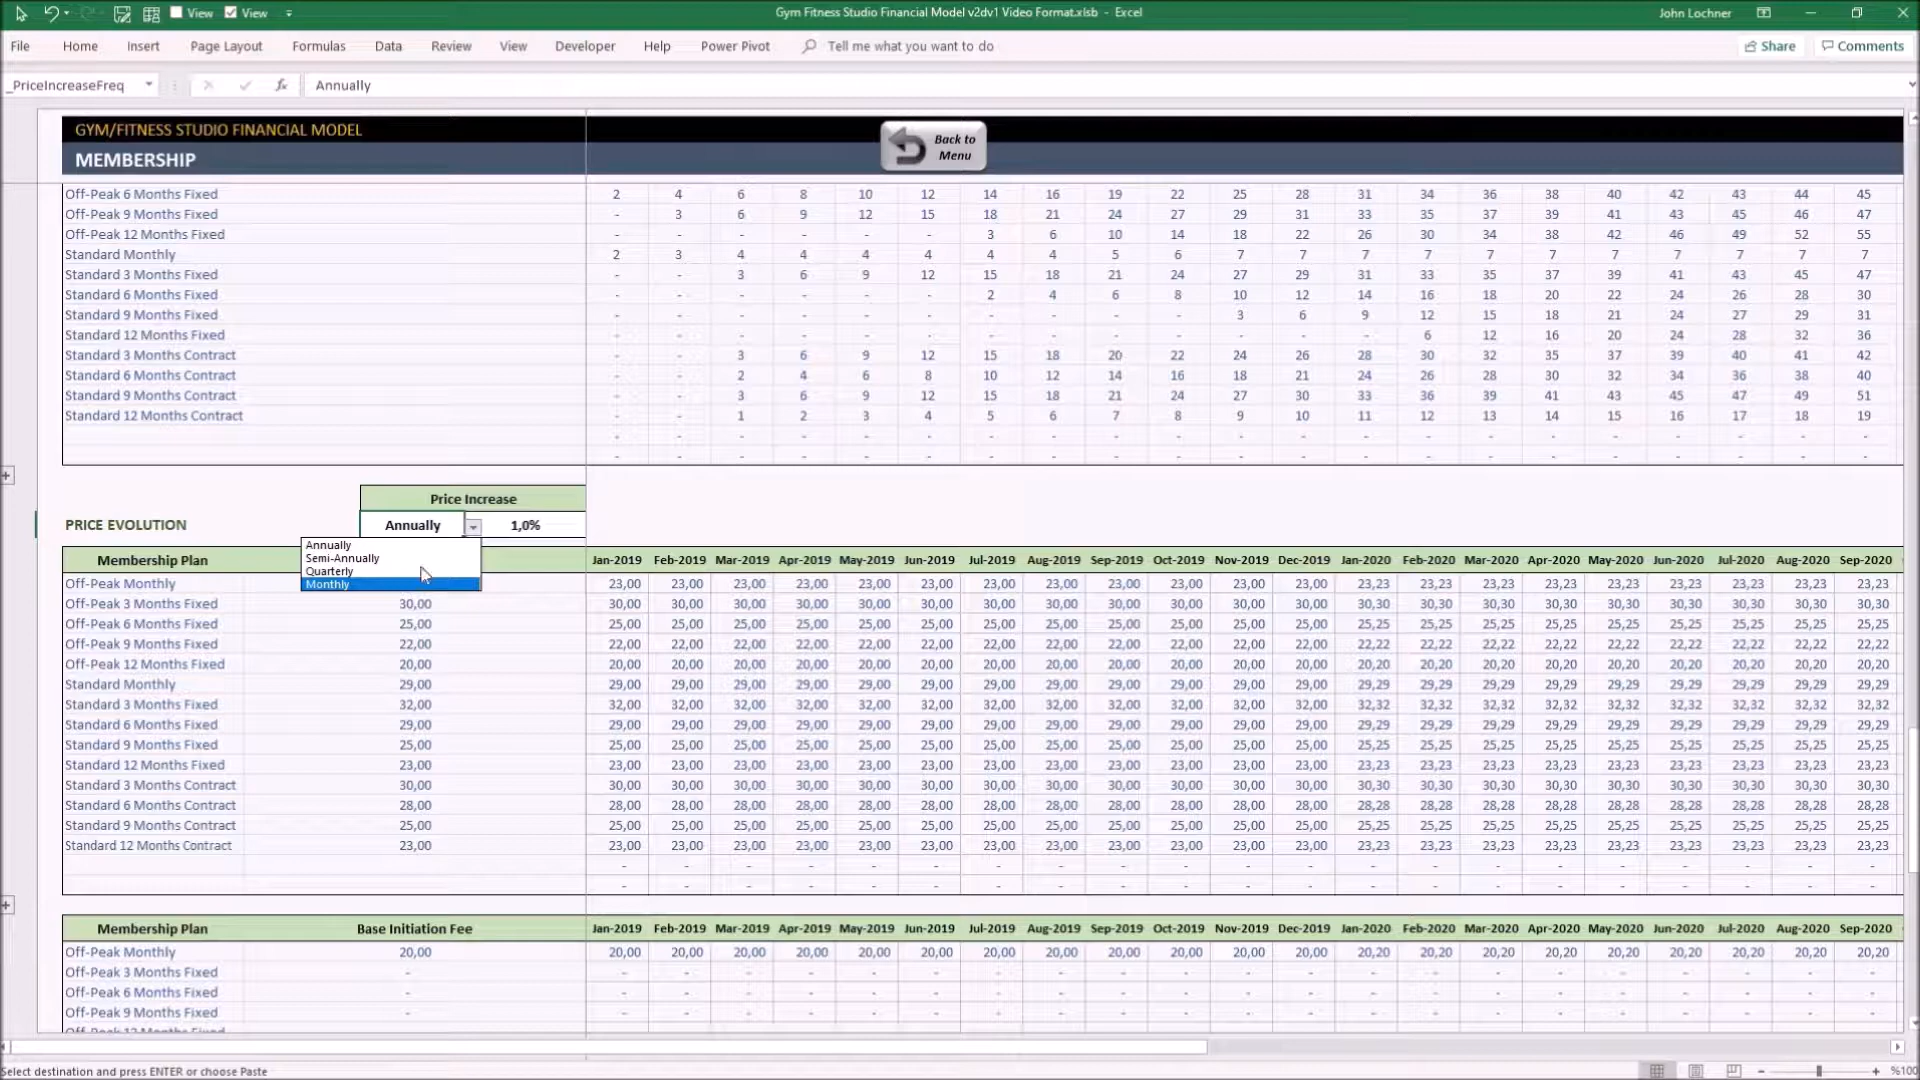 View View Gym Fitness Studio Financial Model v2dv1 Video Format.xlsb - Excel John Lochner
File Home Insert Page Layout Formulas Data Review View Developer Help Power Pivot Tell me what you want to do Share Comments
_PriceIncreaseFreq fx Annually
GYM/FITNESS STUDIO FINANCIAL MODEL
MEMBERSHIP
Back to
Menu
Off-Peak 6 Months Fixed 2 4 6 8 10 12 14 16 19 22 25 28 31 34 36 38 40 42 43 44 45
Off-Peak 9 Months Fixed - 3 6 9 12 15 18 21 24 27 29 31 33 35 37 39 41 43 45 46 47
Off-Peak 12 Months Fixed - - - - - - 3 6 10 14 18 22 26 30 34 38 42 46 49 52 55
Standard Monthly 2 3 4 4 4 4 4 4 5 6 7 7 7 7 7 7 7 7 7 7 7
Standard 3 Months Fixed - - 3 6 9 12 15 18 21 24 27 29 31 33 35 37 39 41 43 45 47
Standard 6 Months Fixed - - - - - - 2 4 6 8 10 12 14 16 18 20 22 24 26 28 30
Standard 9 Months Fixed - - - - - - - - - - 3 6 9 12 15 18 21 24 27 29 31
Standard 12 Months Fixed - - - - - - - - - - - - - 6 12 16 20 24 28 32 36
Standard 3 Months Contract - - 3 6 9 12 15 18 20 22 24 26 28 30 32 35 37 39 40 41 42
Standard 6 Months Contract - - 2 4 6 8 10 12 14 16 18 21 24 26 28 30 32 34 36 38 40
Standard 9 Months Contract - - 3 6 9 12 15 18 21 24 27 30 33 36 39 41 43 45 47 49 51
Standard 12 Months Contract - - 1 2 3 4 5 6 7 8 9 10 11 12 13 14 15 16 17 18 19
- - - - - - - - - - - - - - - - - - - - -
- - - - - - - - - - - - - - - - - - - - -
Price Increase
PRICE EVOLUTION Annually 1,0%
Annually
Semi-Annually
Quarterly
Monthly
Membership Plan Jan-2019 Feb-2019 Mar-2019 Apr-2019 May-2019 Jun-2019 Jul-2019 Aug-2019 Sep-2019 Oct-2019 Nov-2019 Dec-2019 Jan-2020 Feb-2020 Mar-2020 Apr-2020 May-2020 Jun-2020 Jul-2020 Aug-2020 Sep-2020
Off-Peak Monthly 23,00 23,00 23,00 23,00 23,00 23,00 23,00 23,00 23,00 23,00 23,00 23,00 23,23 23,23 23,23 23,23 23,23 23,23 23,23 23,23 23,23
Off-Peak 3 Months Fixed 30,00 30,00 30,00 30,00 30,00 30,00 30,00 30,00 30,00 30,00 30,00 30,00 30,00 30,30 30,30 30,30 30,30 30,30 30,30 30,30 30,30 30,30
Off-Peak 6 Months Fixed 25,00 25,00 25,00 25,00 25,00 25,00 25,00 25,00 25,00 25,00 25,00 25,00 25,00 25,25 25,25 25,25 25,25 25,25 25,25 25,25 25,25 25,25
Off-Peak 9 Months Fixed 22,00 22,00 22,00 22,00 22,00 22,00 22,00 22,00 22,00 22,00 22,00 22,00 22,00 22,22 22,22 22,22 22,22 22,22 22,22 22,22 22,22 22,22
Off-Peak 12 Months Fixed 20,00 20,00 20,00 20,00 20,00 20,00 20,00 20,00 20,00 20,00 20,00 20,00 20,00 20,20 20,20 20,20 20,20 20,20 20,20 20,20 20,20 20,20
Standard Monthly 29,00 29,00 29,00 29,00 29,00 29,00 29,00 29,00 29,00 29,00 29,00 29,00 29,00 29,29 29,29 29,29 29,29 29,29 29,29 29,29 29,29 29,29
Standard 3 Months Fixed 32,00 32,00 32,00 32,00 32,00 32,00 32,00 32,00 32,00 32,00 32,00 32,00 32,00 32,32 32,32 32,32 32,32 32,32 32,32 32,32 32,32 32,32
Standard 6 Months Fixed 29,00 29,00 29,00 29,00 29,00 29,00 29,00 29,00 29,00 29,00 29,00 29,00 29,00 29,29 29,29 29,29 29,29 29,29 29,29 29,29 29,29 29,29
Standard 9 Months Fixed 25,00 25,00 25,00 25,00 25,00 25,00 25,00 25,00 25,00 25,00 25,00 25,00 25,00 25,25 25,25 25,25 25,25 25,25 25,25 25,25 25,25 25,25
Standard 12 Months Fixed 23,00 23,00 23,00 23,00 23,00 23,00 23,00 23,00 23,00 23,00 23,00 23,00 23,00 23,23 23,23 23,23 23,23 23,23 23,23 23,23 23,23 23,23
Standard 3 Months Contract 30,00 30,00 30,00 30,00 30,00 30,00 30,00 30,00 30,00 30,00 30,00 30,00 30,00 30,30 30,30 30,30 30,30 30,30 30,30 30,30 30,30 30,30
Standard 6 Months Contract 28,00 28,00 28,00 28,00 28,00 28,00 28,00 28,00 28,00 28,00 28,00 28,00 28,00 28,28 28,28 28,28 28,28 28,28 28,28 28,28 28,28 28,28
Standard 9 Months Contract 25,00 25,00 25,00 25,00 25,00 25,00 25,00 25,00 25,00 25,00 25,00 25,00 25,00 25,25 25,25 25,25 25,25 25,25 25,25 25,25 25,25 25,25
Standard 12 Months Contract 23,00 23,00 23,00 23,00 23,00 23,00 23,00 23,00 23,00 23,00 23,00 23,00 23,00 23,23 23,23 23,23 23,23 23,23 23,23 23,23 23,23 23,23
- - - - - - - - - - - - - - - - - - - - -
- - - - - - - - - - - - - - - - - - - - -
Membership Plan Base Initiation Fee Jan-2019 Feb-2019 Mar-2019 Apr-2019 May-2019 Jun-2019 Jul-2019 Aug-2019 Sep-2019 Oct-2019 Nov-2019 Dec-2019 Jan-2020 Feb-2020 Mar-2020 Apr-2020 May-2020 Jun-2020 Jul-2020 Aug-2020 Sep-2020
Off-Peak Monthly 20,00 20,00 20,00 20,00 20,00 20,00 20,00 20,00 20,00 20,00 20,00 20,00 20,00 20,20 20,20 20,20 20,20 20,20 20,20 20,20 20,20 20,20
Off-Peak 3 Months Fixed - - - - - - - - - - - - - - - - - - - - - -
Off-Peak 6 Months Fixed - - - - - - - - - - - - - - - - - - - - - -
Off-Peak 9 Months Fixed - - - - - - - - - - - - - - - - - - - - - -
Off-Peak 12 Months Fixed
Select destination and press ENTER or choose Paste %100